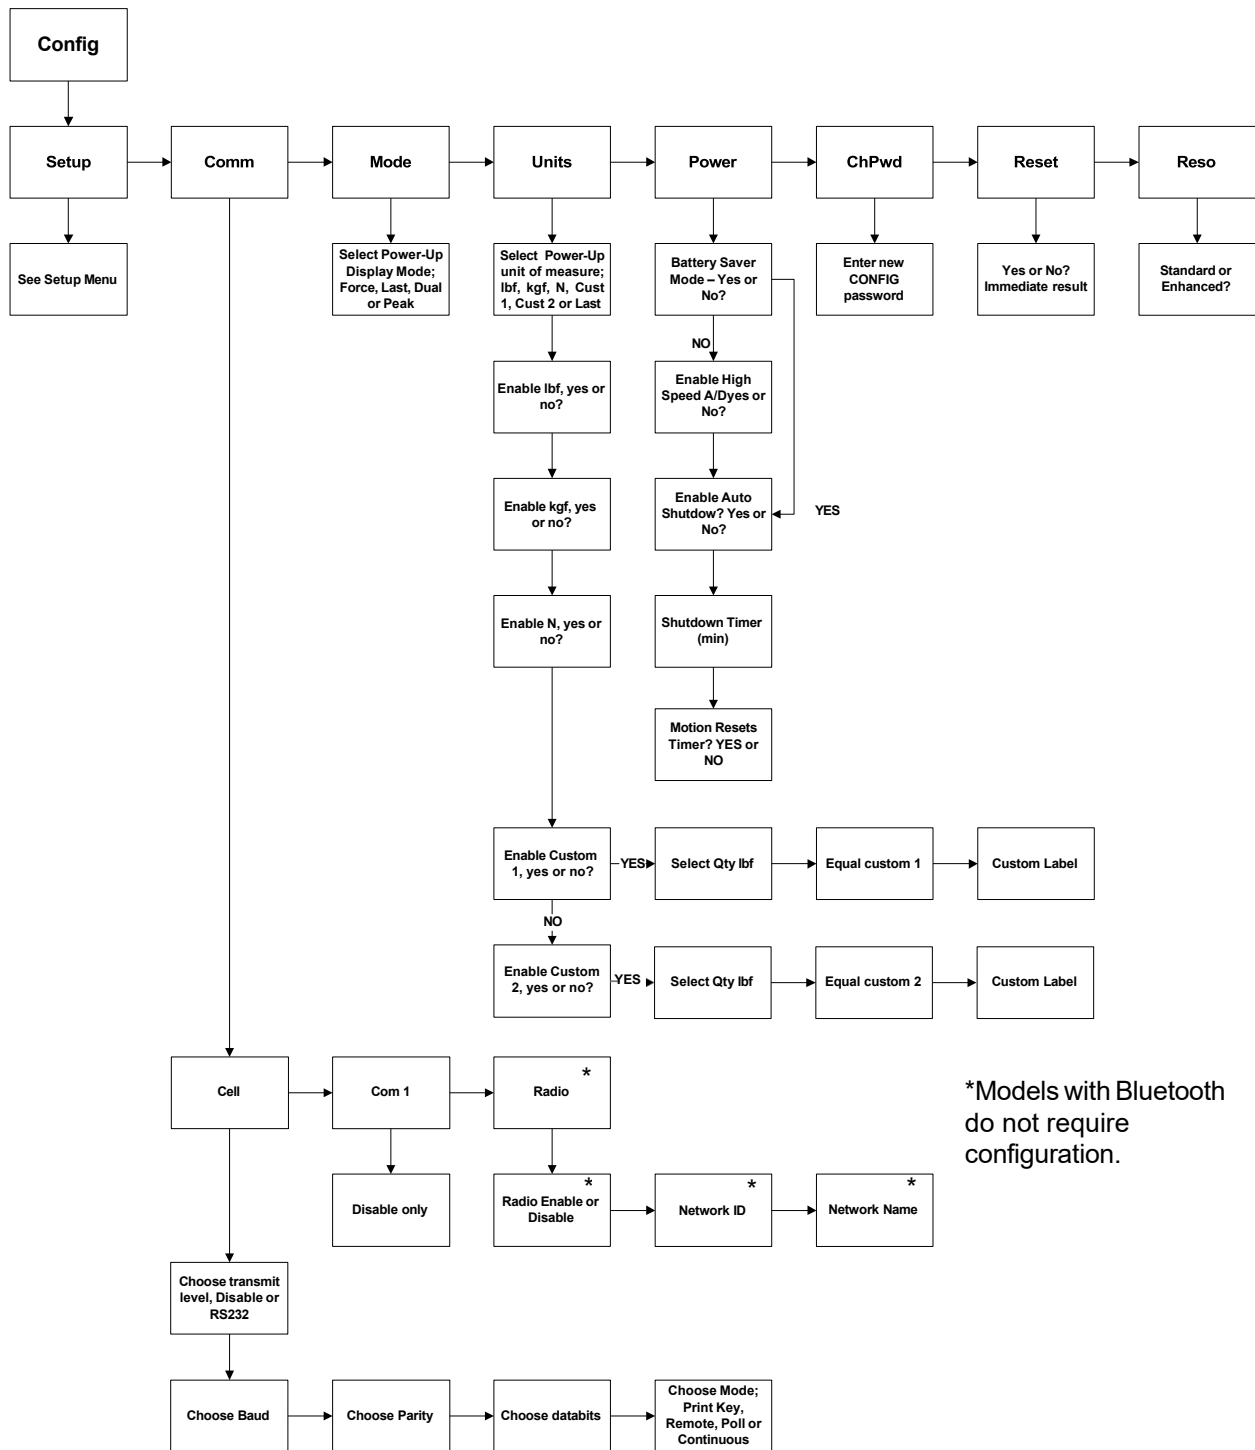 Config
Setup
Comm
Mode
Units
Power
ChPwd
Reset
Reso
See Setup Menu
Select Power-Up
Display Mode;
Force, Last, Dual
or Peak
Select Power-Up
unit of measure;
lbf, kgf, N, Cust
1, Cust 2 or Last
Battery Saver
Mode – Yes or
No?
Enter new
CONFIG
password
Yes or No?
Immediate result
Standard or
Enhanced?
NO
Enable lbf, yes or
no?
Enable High
Speed A/Dyes or
No?
Enable kgf, yes
or no?
Enable Auto
Shutdow? Yes or
No?
YES
Enable N, yes or
no?
Shutdown Timer
(min)
Motion Resets
Timer? YES or
NO
Enable Custom
1, yes or no?
YES
Select Qty lbf
Equal custom 1
Custom Label
NO
Enable Custom
2, yes or no?
YES
Select Qty lbf
Equal custom 2
Custom Label
Cell
Com 1
Radio *
*Models with Bluetooth
do not require
configuration.
Disable only
*
Radio Enable or
Disable
*
Network ID
*
Network Name
Choose transmit
level, Disable or
RS232
Choose Baud
Choose Parity
Choose databits
Choose Mode;
Print Key,
Remote, Poll or
Continuous